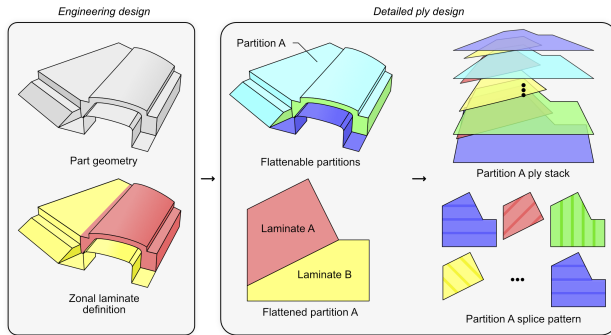 Engineering design
Detailed ply design
Part geometry
Zonal laminate
definition
Partition A
Flattenable partitions
Laminate A
Laminate B
Flattened partition A
Partition A ply stack
Partition A splice pattern